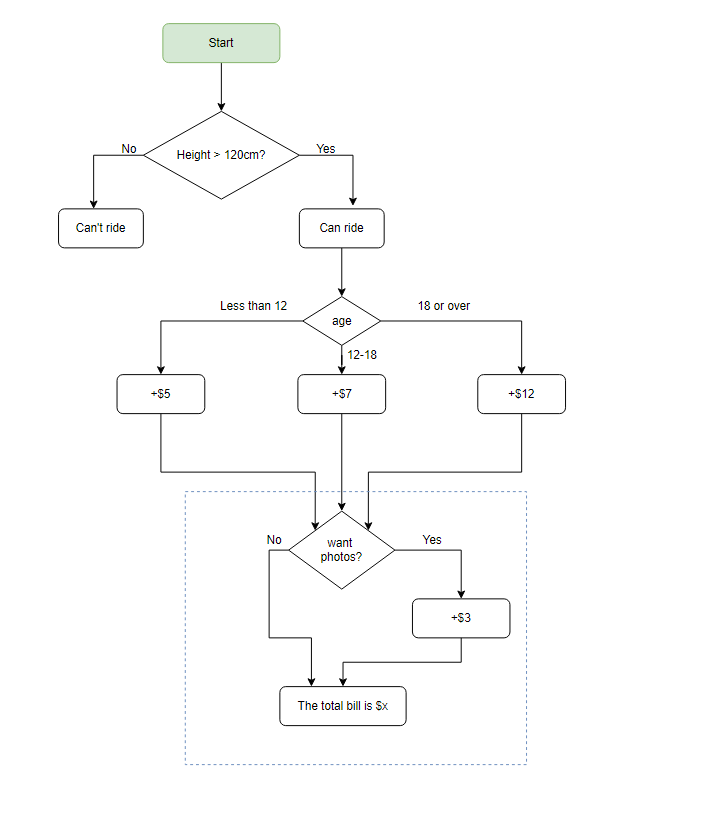 Start
Height > 120cm?
No
Yes
Can't ride
Can ride
Less than 12
age
18 or over
12-18
+$5
+$7
+$12
No
want
photos?
Yes
+$3
The total bill is $x